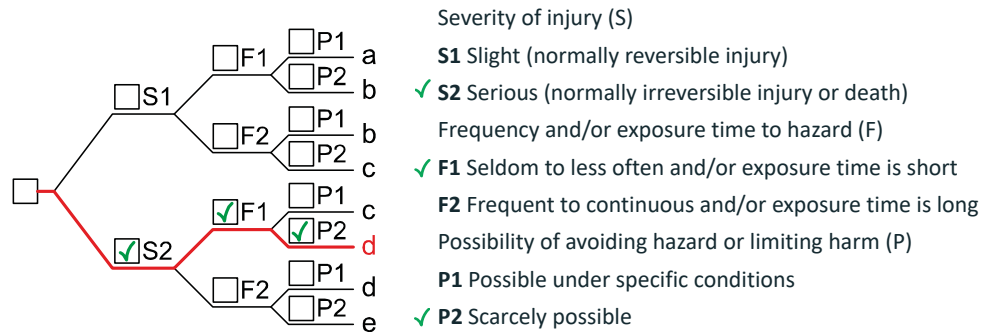 P1
F1
a
P2
b
S1
P1
F2
b
P2
c
P1
F1
c
P2
d
S2
P1
F2
d
P2
e
Severity of injury (S)
S1 Slight (normally reversible injury)
S2 Serious (normally irreversible injury or death)
Frequency and/or exposure time to hazard (F)
F1 Seldom to less often and/or exposure time is short
F2 Frequent to continuous and/or exposure time is long
Possibility of avoiding hazard or limiting harm (P)
P1 Possible under specific conditions
P2 Scarcely possible